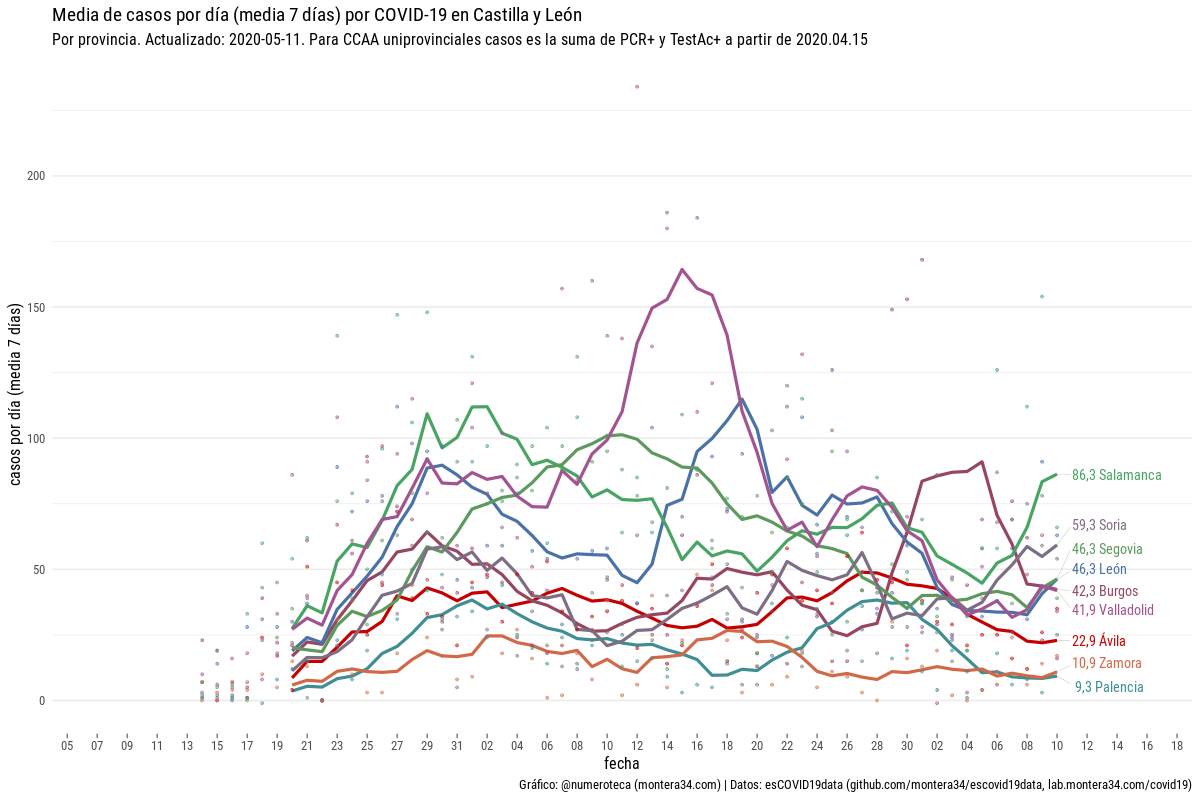 Media de casos por día (media 7 días) por COVID-19 en Castilla y León
Por provincia. Actualizado: 2020-05-11. Para CCAA uniprovinciales casos es la suma de PCR+ y TestAc+ a partir de 2020.04.15
casos por día (media 7 días)
200
150
100
50
0
86,3 Salamanca
59,3 Soria
46,3 Segovia
46,3 León
42,3 Burgos
41,9 Valladolid
22,9 Ávila
10,9 Zamora
9,3 Palencia
05 07 09 11 13 15 17 19 21 23 25 27 29 31 02 04 06 08 10 12 14 16 18 20 22 24 26 28 30 02 04 06 08 10 12 14 16 18
fecha
Gráfico: @numeroteca (montera34.com) | Datos: esCOVID19data (github.com/montera34/escovid19data, lab.montera34.com/covid19)